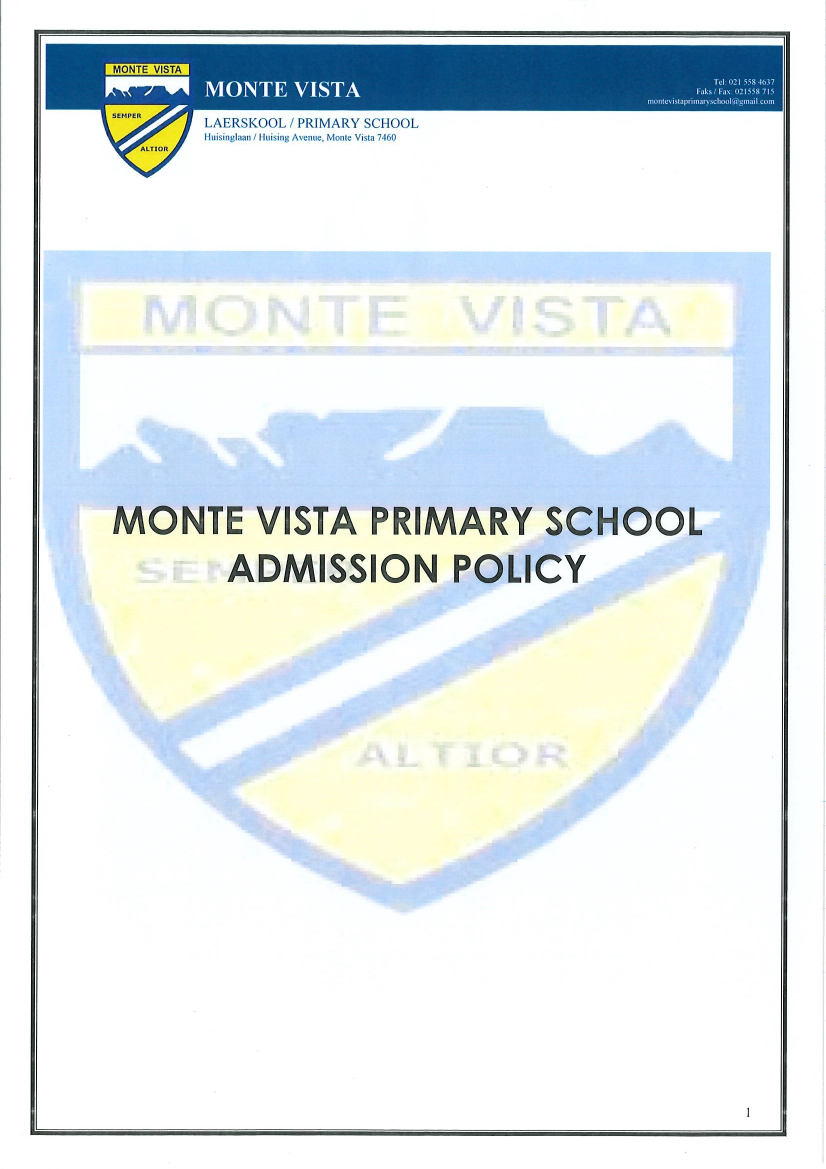 MONTE VISTA
SEMPER
ALTIOR
MONTE VISTA
LAERSKOOL / PRIMARY SCHOOL
Huisinglaan / Huising Avenue, Monte Vista 7460
Tel: 021 558 4637
Faks / Fax: 021558 715
montevistaprimaryschool@gmail.com
MONTE VISTA
MONTE VISTA PRIMARY SCHOOL
ADMISSION POLICY
ALTIOR
1